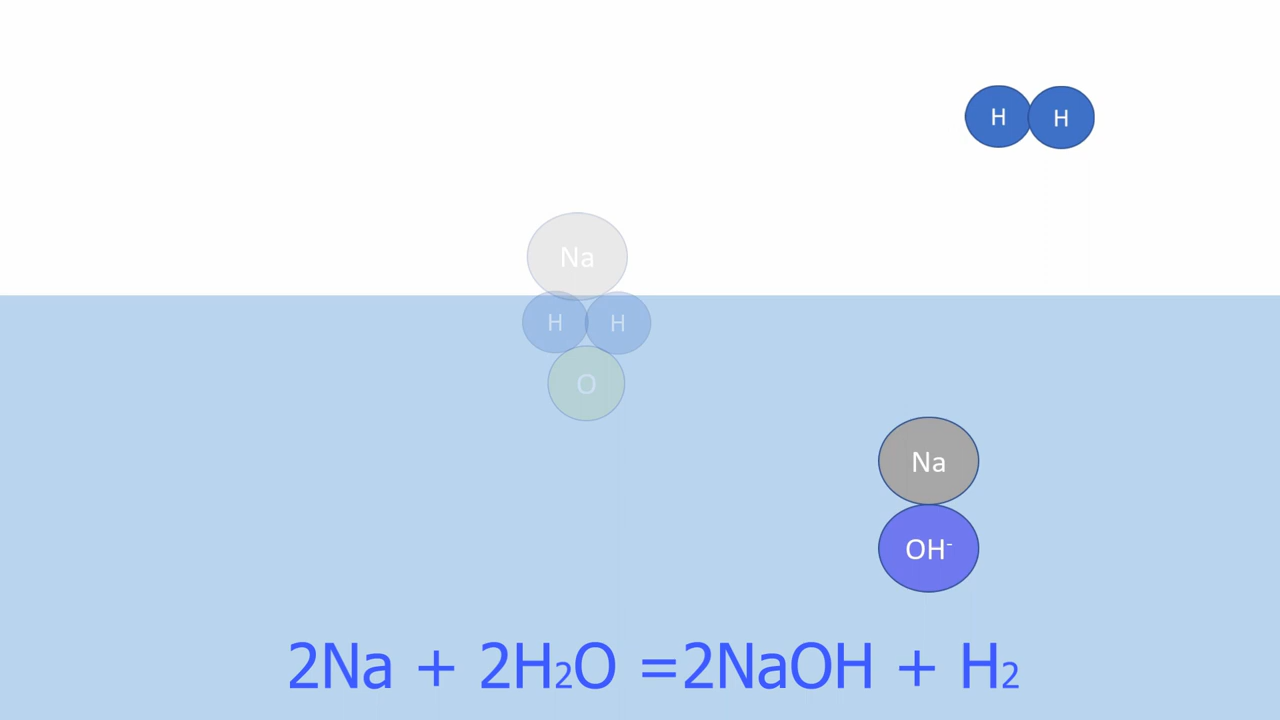 H H
Na
H H
O
Na
OH⁻
2Na + 2H₂O =2NaOH + H₂